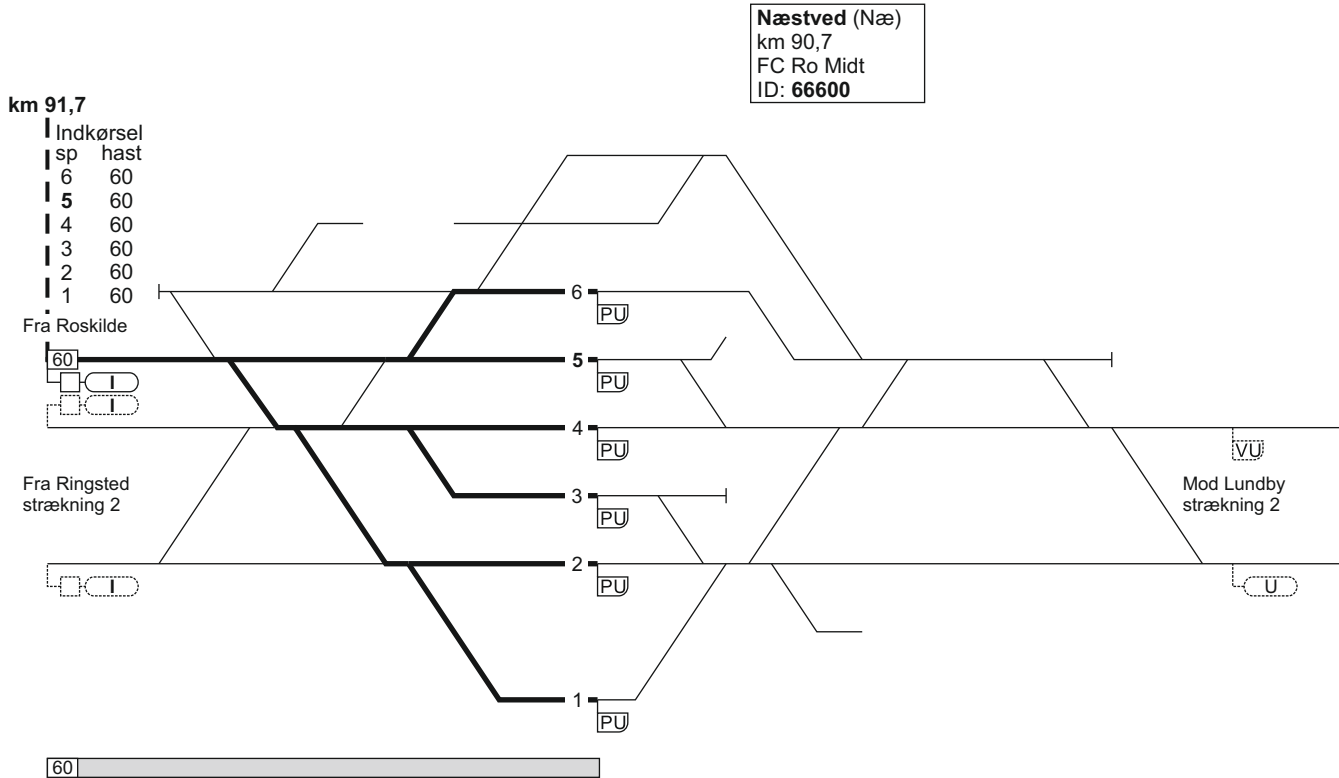 Næstved (Næ)
km 90,7
FC Ro Midt
ID: 66600
km 91,7
Indkørsel
sp hast
6 60
5 60
4 60
3 60
2 60
1 60
Fra Roskilde
60
I
I
6
PU
5
PU
4
PU
VU
Fra Ringsted
strækning 2
3
PU
Mod Lundby
strækning 2
2
PU
I
U
1
PU
60